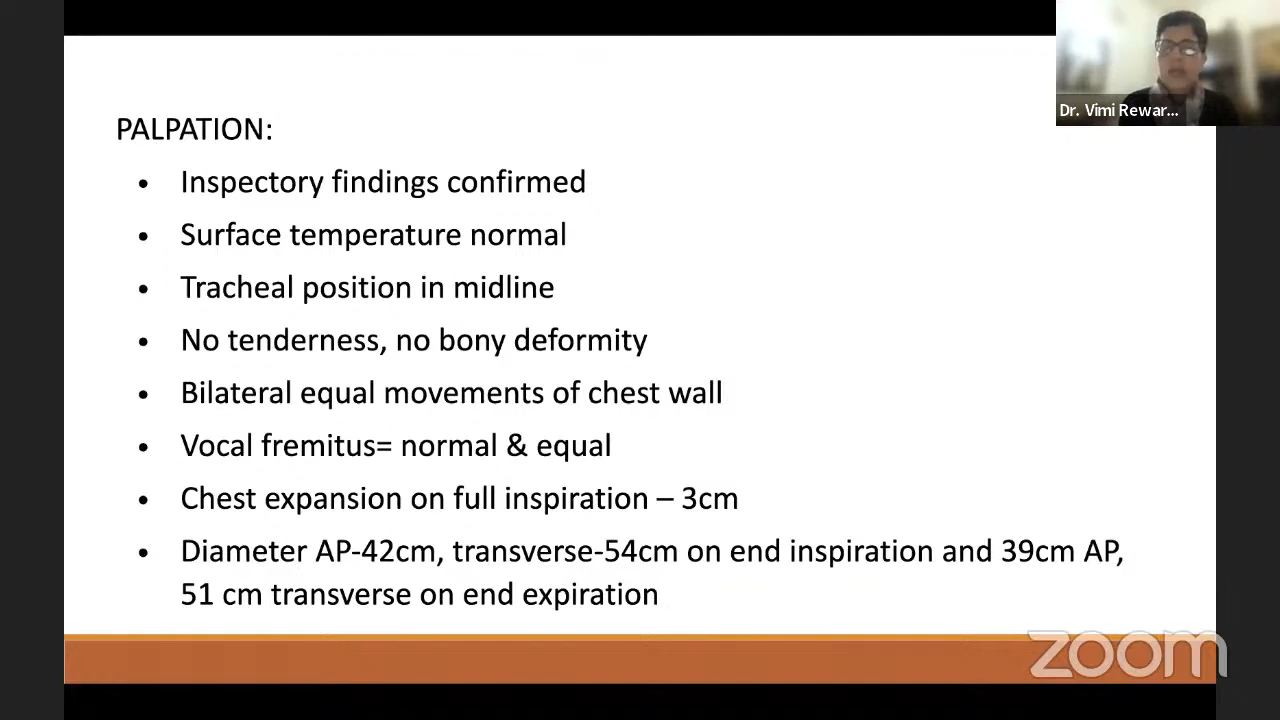 Dr. Vimi Rewar...
PALPATION:
• Inspectory findings confirmed
• Surface temperature normal
• Tracheal position in midline
• No tenderness, no bony deformity
• Bilateral equal movements of chest wall
• Vocal fremitus= normal & equal
• Chest expansion on full inspiration – 3cm
• Diameter AP-42cm, transverse-54cm on end inspiration and 39cm AP,
51 cm transverse on end expiration
zoom